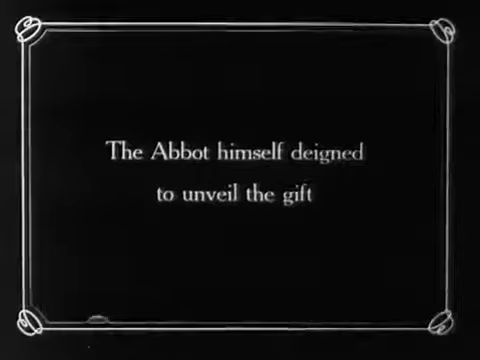 The Abbot himself deigned
to unveil the gift